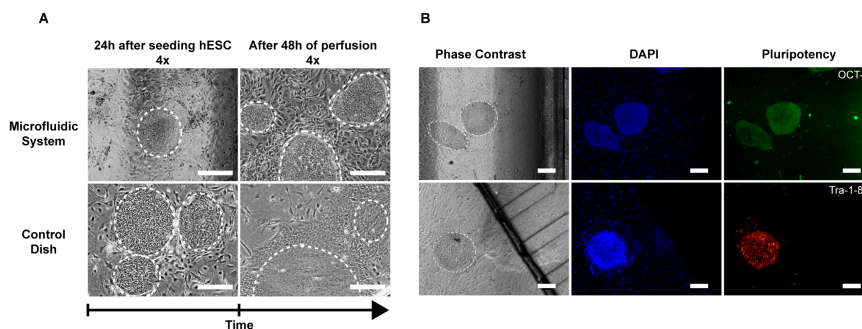 A
24h after seeding hESC
4x
After 48h of perfusion
4x
Microfluidic
System
Control
Dish
Time
B
Phase Contrast
DAPI
Pluripotency
OCT-
Tra-1-8